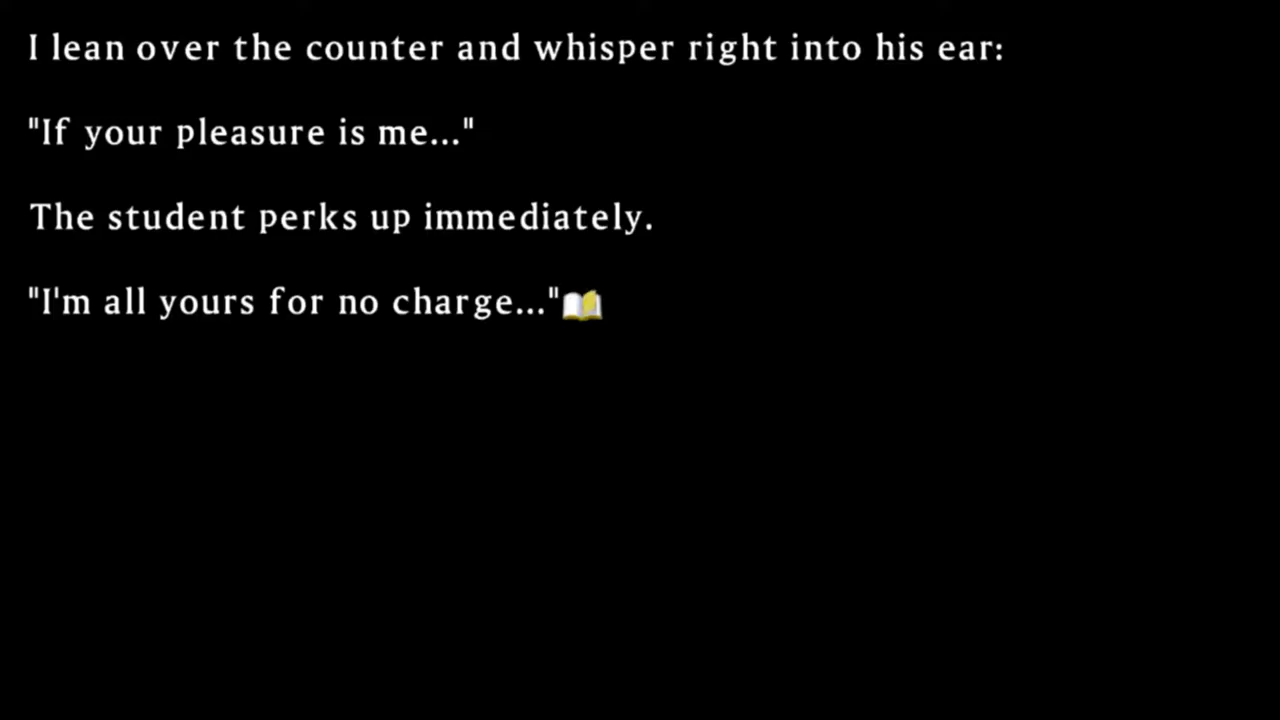 I lean over the counter and whisper right into his ear:
"If your pleasure is me..."
The student perks up immediately.
"I'm all yours for no charge..."